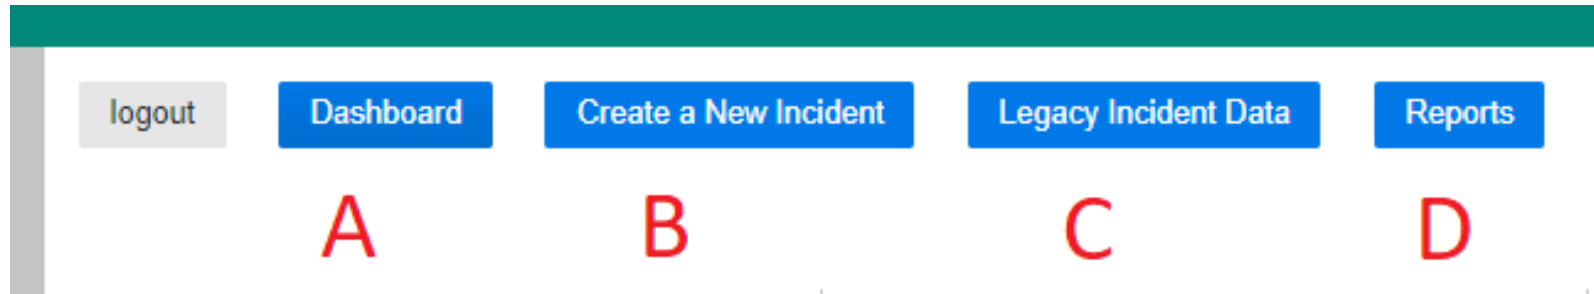 logout Dashboard Create a New Incident Legacy Incident Data Reports
A B C D